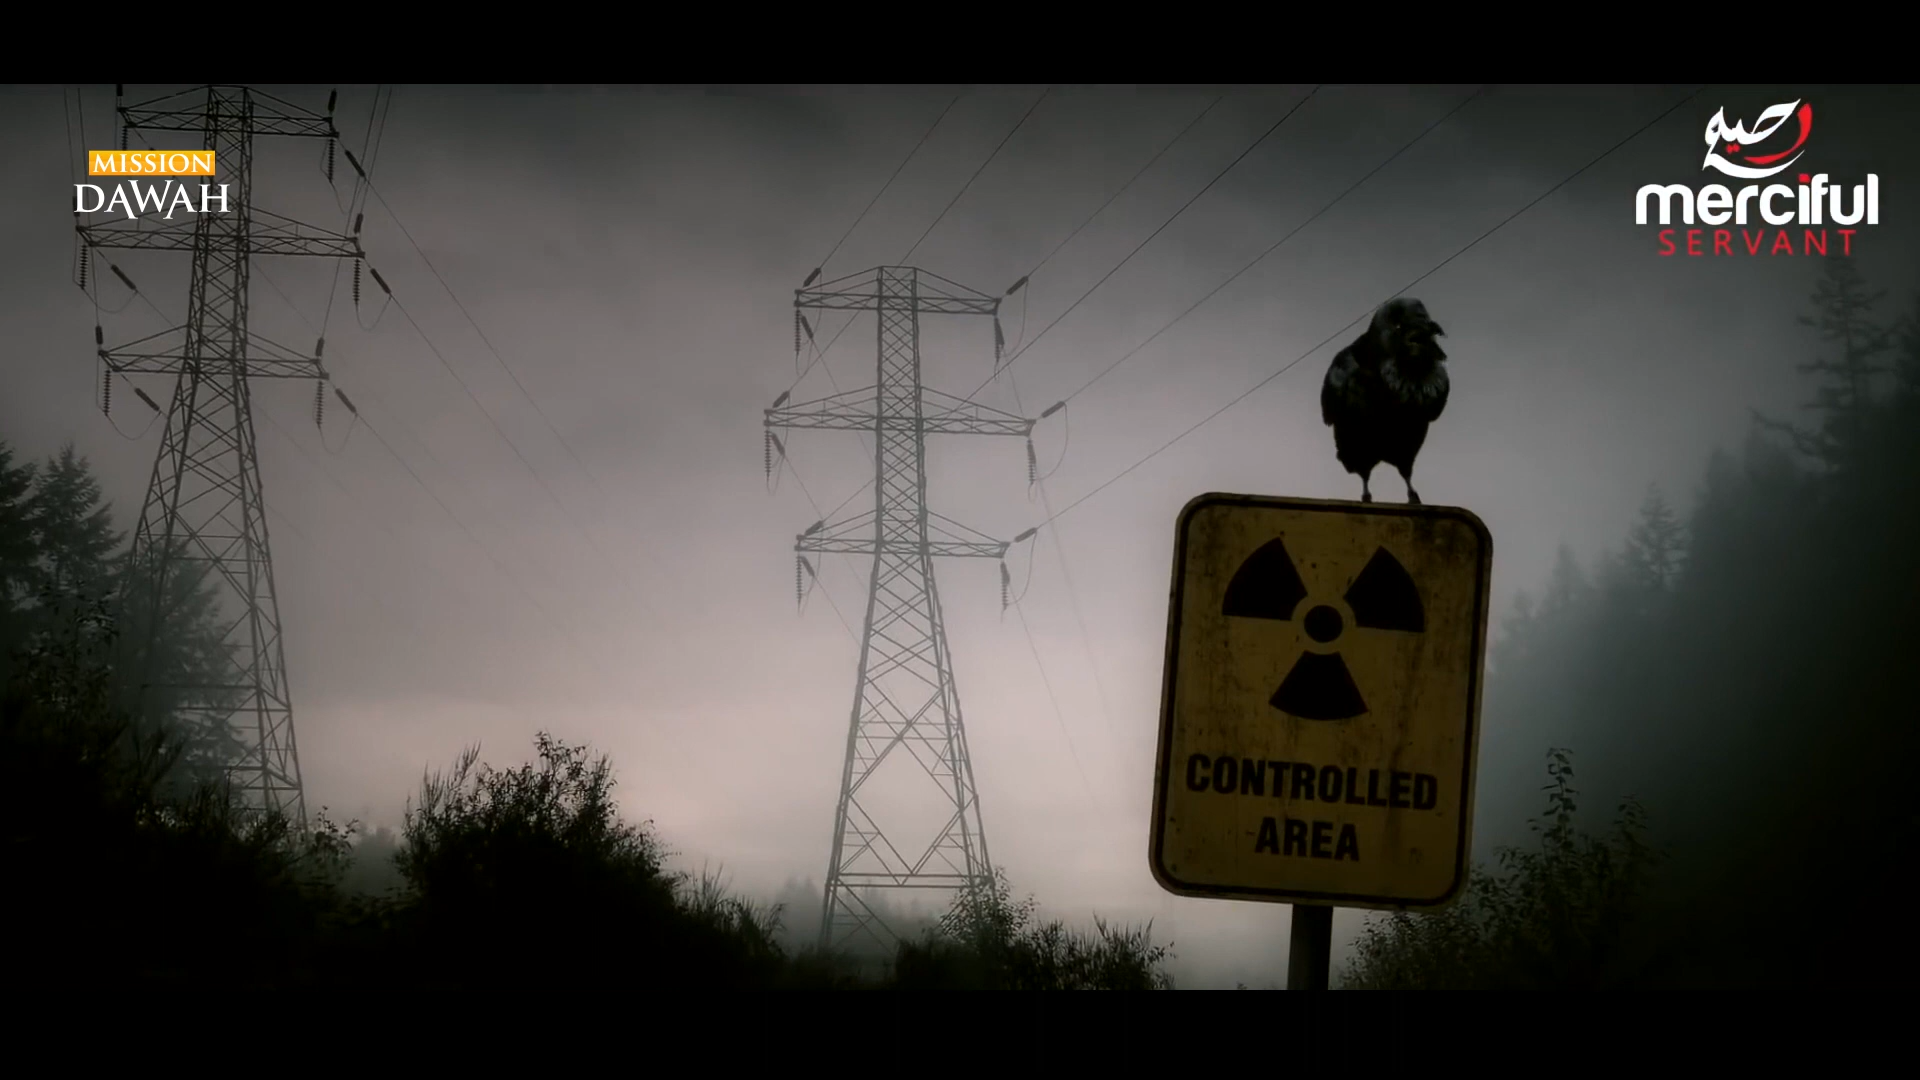 MISSION
DAWAH
merciful
SERVANT
CONTROLLED
AREA